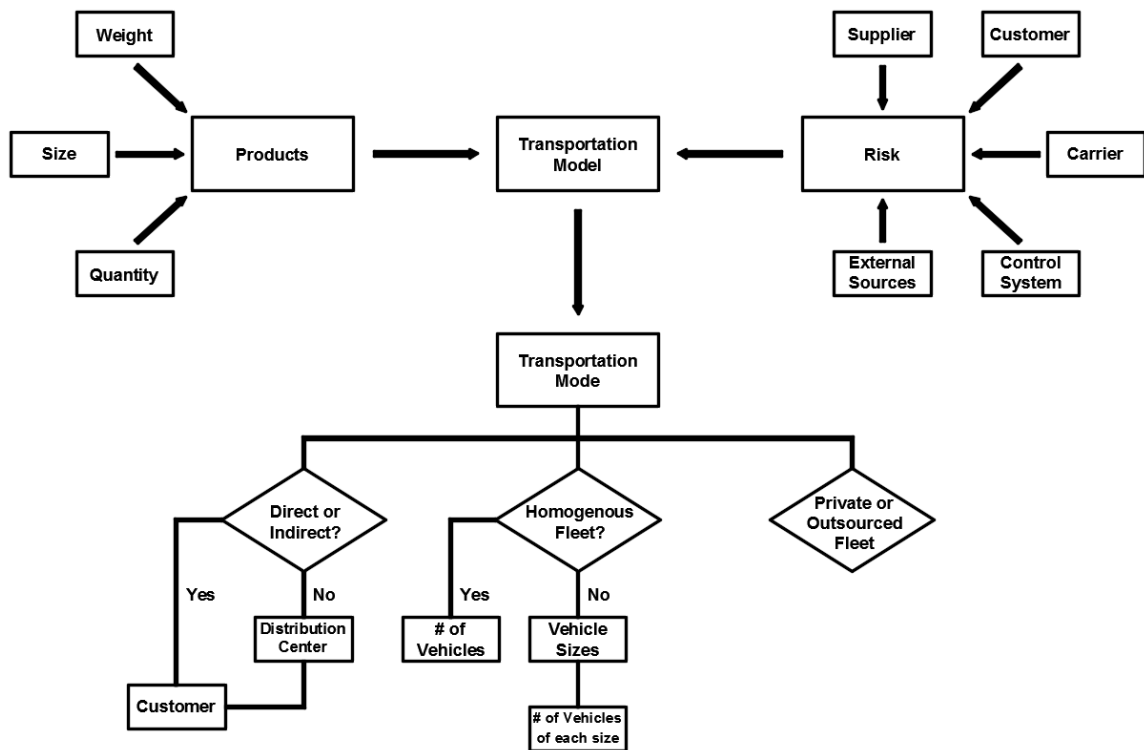 Weight
Supplier
Customer
Size
Products
Transportation
Model
Risk
Carrier
Quantity
External
Sources
Control
System
Transportation
Mode
Direct or
Indirect?
Homogenous
Fleet?
Private or
Outsourced
Fleet
Yes
No
Yes
No
Distribution
Center
# of
Vehicles
Vehicle
Sizes
Customer
# of Vehicles
of each size